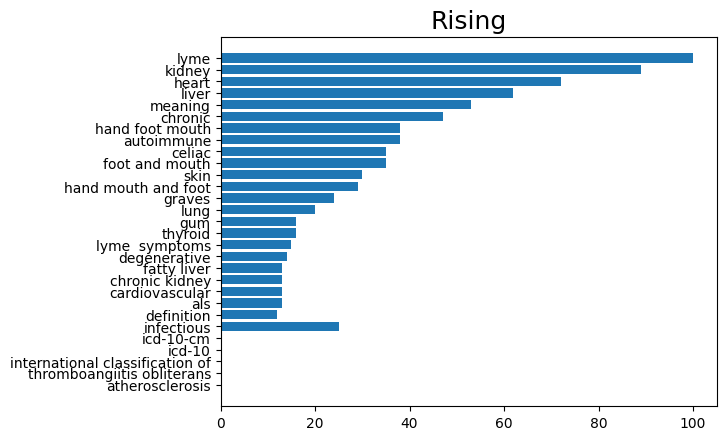 Rising
lyme
kidney
heart
liver
meaning
chronic
hand foot mouth
autoimmune
celiac
foot and mouth
skin
hand mouth and foot
graves
lung
gum
thyroid
lyme  symptoms
degenerative
fatty liver
chronic kidney
cardiovascular
als
definition
infectious
icd-10-cm
icd-10
international classification of
thromboangiitis obliterans
atherosclerosis
0 20 40 60 80 100